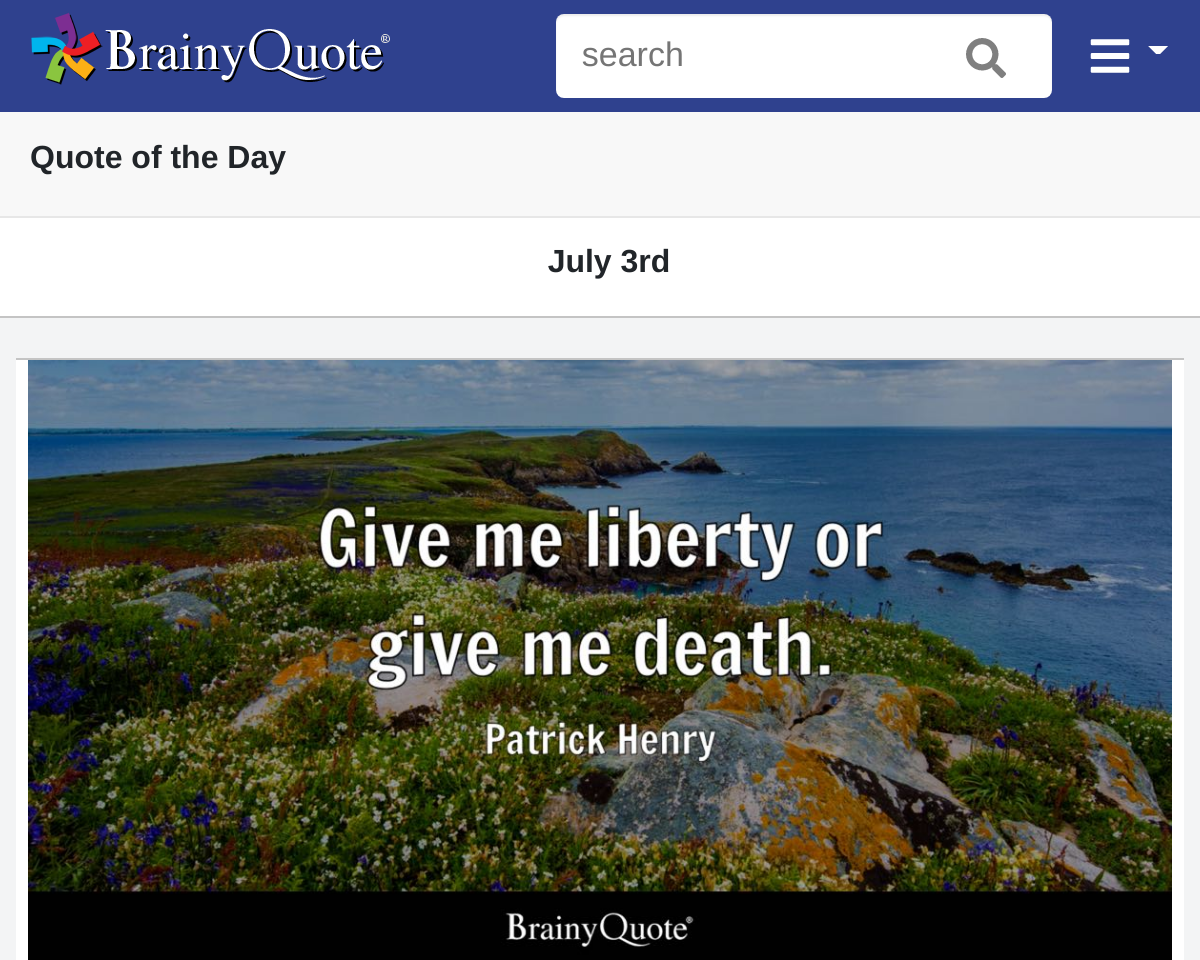 BrainyQuote®
search
Quote of the Day
July 3rd
Give me liberty or
give me death.
Patrick Henry
BrainyQuote®